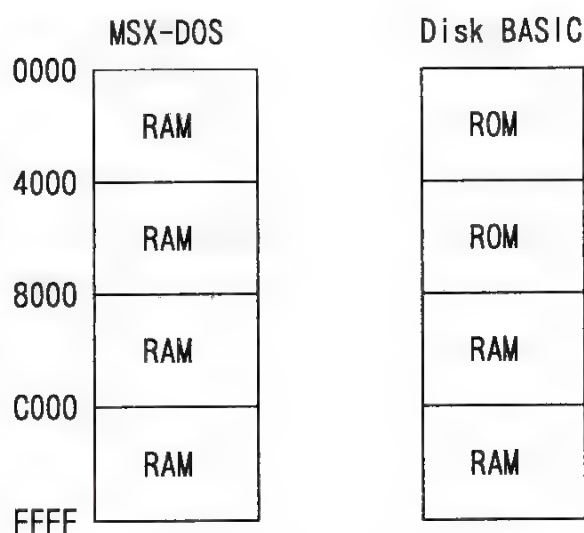 MSX-DOS
Disk BASIC
0000
RAM
ROM
4000
RAM
ROM
8000
RAM
RAM
C000
RAM
RAM
FFFF